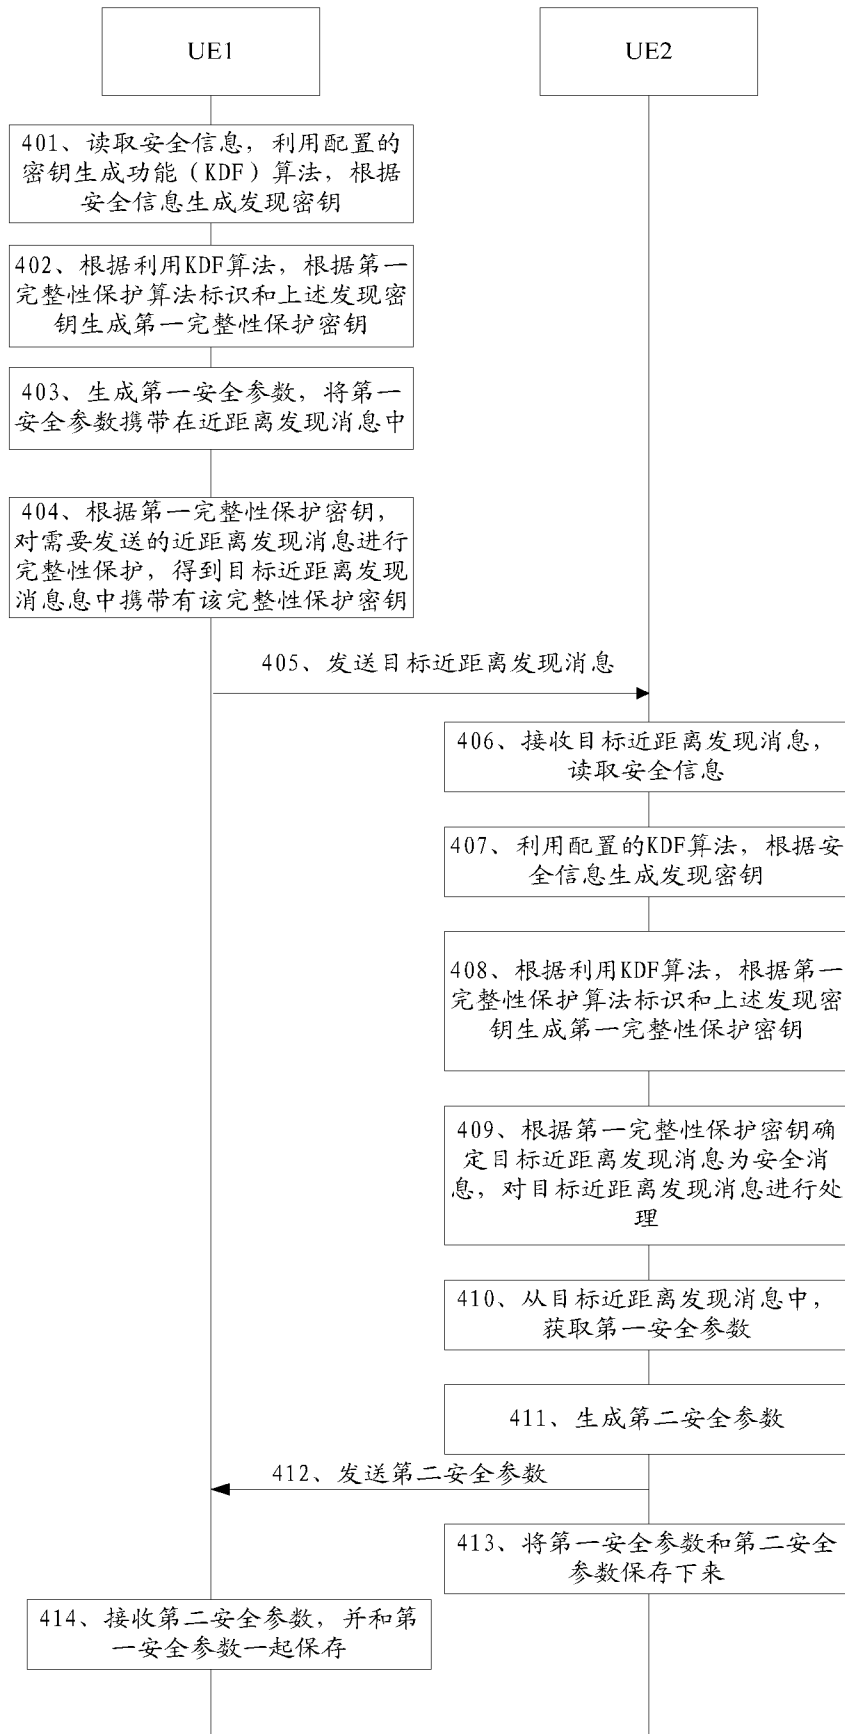 UE1
UE2
401、读取安全信息，利用配置的
密钥生成功能（KDF）算法，根据
安全信息生成发现密钥
402、根据利用KDF算法，根据第一
完整性保护算法标识和上述发现密
钥生成第一完整性保护密钥
403、生成第一安全参数，将第一
安全参数携带在近距离发现消息中
404、根据第一完整性保护密钥，
对需要发送的近距离发现消息进行
完整性保护，得到目标近距离发现
消息息中携带有该完整性保护密钥
405、发送目标近距离发现消息
406、接收目标近距离发现消息，
读取安全信息
407、利用配置的KDF算法，根据安
全信息生成发现密钥
408、根据利用KDF算法，根据第一
完整性保护算法标识和上述发现密
钥生成第一完整性保护密钥
409、根据第一完整性保护密钥确
定目标近距离发现消息为安全消
息，对目标近距离发现消息进行处
理
410、从目标近距离发现消息中，
获取第一安全参数
411、生成第二安全参数
412、发送第二安全参数
413、将第一安全参数和第二安全
参数保存下来
414、接收第二安全参数，并和第
一安全参数一起保存